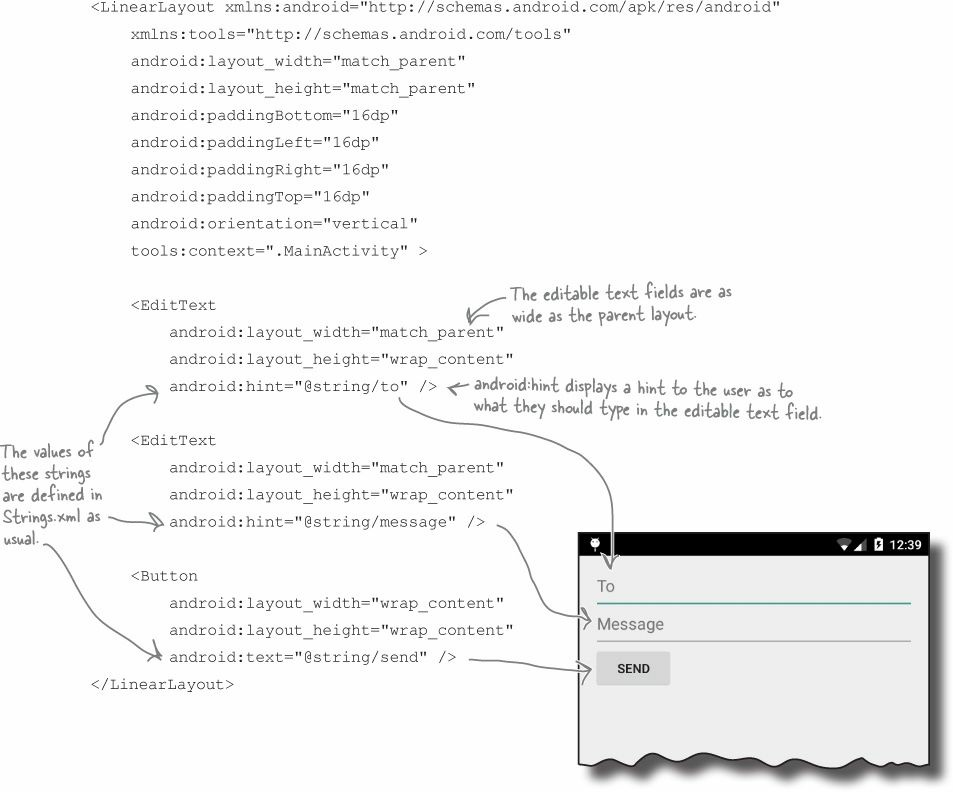 <LinearLayout xmlns:android="http://schemas.android.com/apk/res/android"
xmlns:tools="http://schemas.android.com/tools"
android:layout_width="match_parent"
android:layout_height="match_parent"
android:paddingBottom="16dp"
android:paddingLeft="16dp"
android:paddingRight="16dp"
android:paddingTop="16dp"
android:orientation="vertical"
tools:context=".MainActivity" >
<EditText
android:layout_width="match_parent"
android:layout_height="wrap_content"
android:hint="@string/to" />
The editable text fields are as
wide as the parent layout.
android:hint displays a hint to the user as to
what they should type in the editable text field.
<EditText
android:layout_width="match_parent"
android:layout_height="wrap_content"
android:hint="@string/message" />
The values of
these strings
are defined in
Strings.xml as
usual.
<Button
android:layout_width="wrap_content"
android:layout_height="wrap_content"
android:text="@string/send" />
</LinearLayout>
12:39
To
Message
SEND